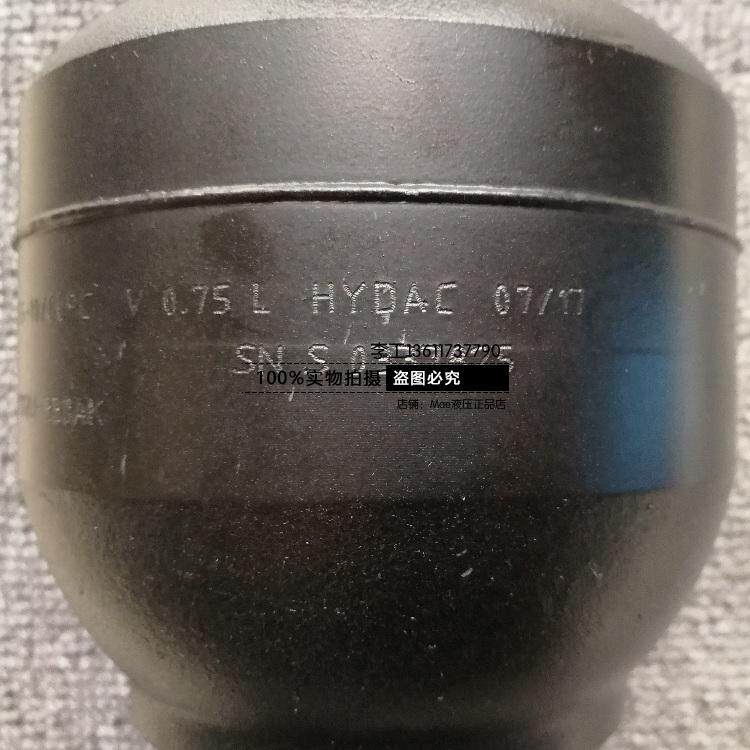 V 0.75 L HYDAC 07/17
李工13611737790
SN S
100%实物拍摄 盗图必究
店铺：Mae液压正品店